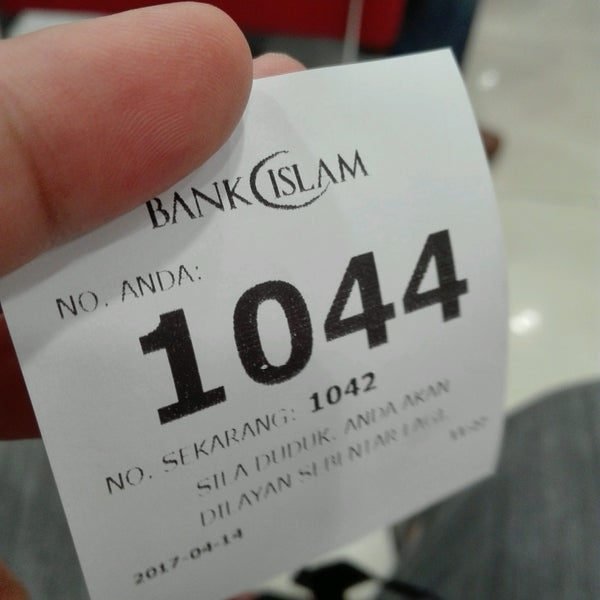 BANK ISLAM
NO. ANDA:
1044
NO. SEKARANG: 1042
SILA DUDUK. ANDA AKAN
DILAYAN SEBENTAR LAGI.
2017-04-14